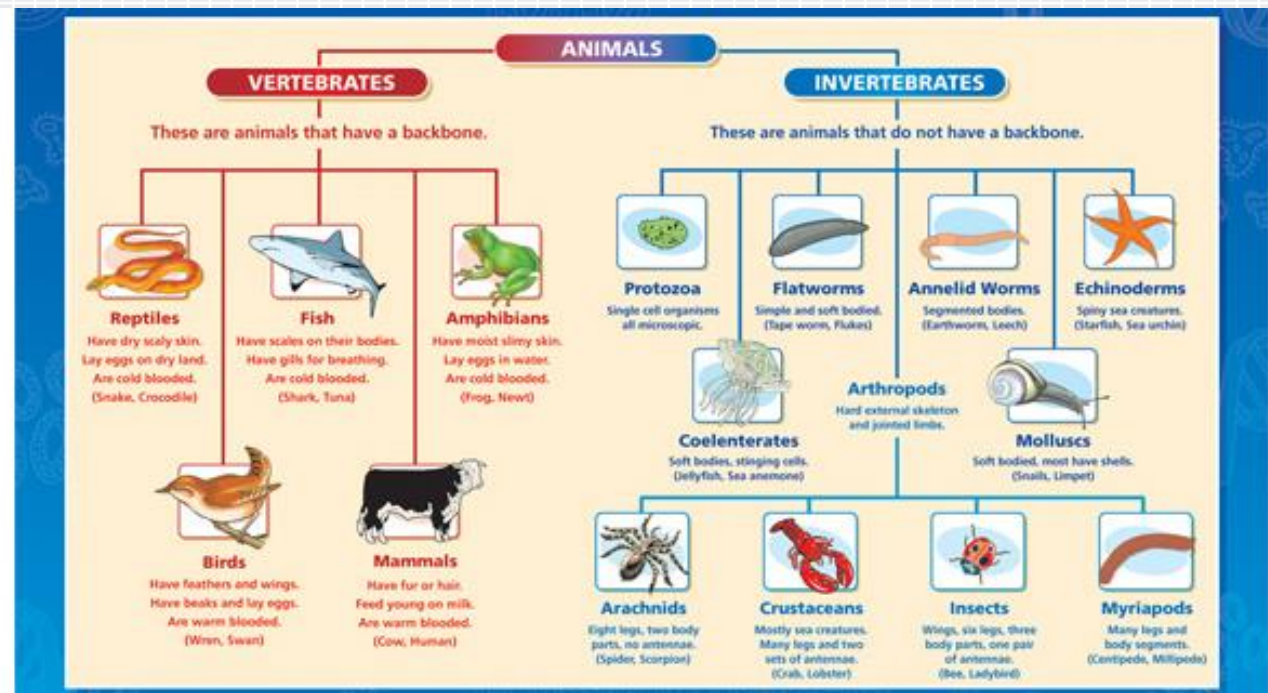 ANIMALS
VERTEBRATES
These are animals that have a backbone.
Reptiles
Have dry scaly skin.
Lay eggs on dry land.
Are cold blooded.
(Snake, Crocodile)
Fish
Have scales on their bodies.
Have gills for breathing.
Are cold blooded.
(Shark, Tuna)
Amphibians
Have moist slimy skin.
Lay eggs in water.
Are cold blooded.
(Frog, Newt)
Birds
Have feathers and wings.
Have beaks and lay eggs.
Are warm blooded.
(Wren, Swan)
Mammals
Have fur or hair.
Feed young on milk.
Are warm blooded.
(Cow, Human)
INVERTEBRATES
These are animals that do not have a backbone.
Protozoa
Single cell organisms
all microscopic.
Flatworms
Simple and soft bodied.
(Tape worm, Flukes)
Annelid Worms
Segmented bodies.
(Earthworm, Leech)
Echinoderms
Spiny sea creatures.
(Starfish, Sea urchin)
Coelenterates
Soft bodies, stinging cells.
(Jellyfish, Sea anemone)
Arthropods
Hard external skeleton
and jointed limbs.
Molluscs
Soft bodied, most have shells.
(Snails, Limpet)
Arachnids
Eight legs, two body
parts, no antennae.
(Spider, Scorpion)
Crustaceans
Mostly sea creatures.
Many legs and two
sets of antennae.
(Crab, Lobster)
Insects
Wings, six legs, three
body parts, one pair
of antennae.
(Bee, Ladybird)
Myriapods
Many legs and
body segments.
(Centipede, Millipede)